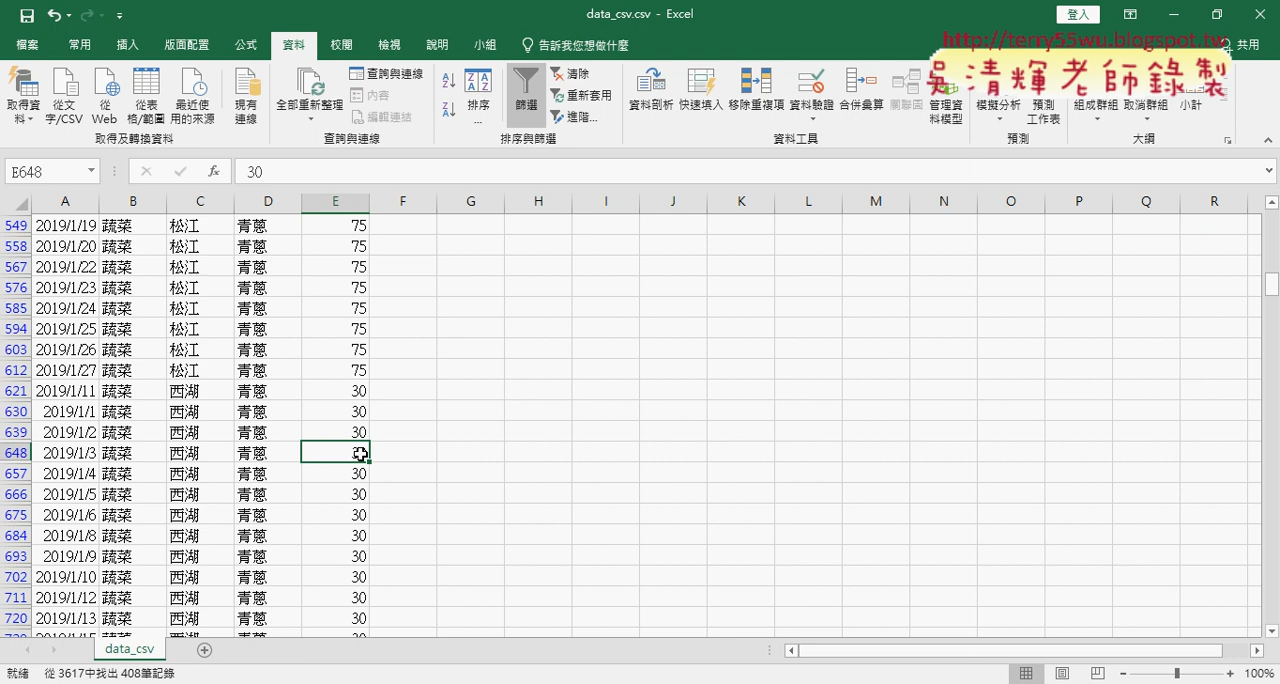 data_csv.csv - Excel
登入
檔案 常用 插入 版面配置 公式 資料 校閱 檢視 說明 小組 告訴我您想做什麼 共用
http://terry55wu.blogspot.tw
吳清輝老師錄製
取得資料 從文字/CSV 從 Web 從表格/範圍 最近使用的來源 現有連線
取得及轉換資料
全部重新整理 查詢與連線 內容 編輯連結
查詢與連線
排序... 篩選 清除 重新套用 進階...
排序與篩選
資料剖析 快速填入 移除重複項 資料驗證 合併彙算 關聯圖 管理資料模型
資料工具
模擬分析 預測工作表
預測
組成群組 取消群組 小計
大綱
E648 fx 30
A B C D E F G H I J K L M N O P Q R
549 2019/1/19 蔬菜 松江 青蔥 75
558 2019/1/20 蔬菜 松江 青蔥 75
567 2019/1/22 蔬菜 松江 青蔥 75
576 2019/1/23 蔬菜 松江 青蔥 75
585 2019/1/24 蔬菜 松江 青蔥 75
594 2019/1/25 蔬菜 松江 青蔥 75
603 2019/1/26 蔬菜 松江 青蔥 75
612 2019/1/27 蔬菜 松江 青蔥 75
621 2019/1/11 蔬菜 西湖 青蔥 30
630 2019/1/1 蔬菜 西湖 青蔥 30
639 2019/1/2 蔬菜 西湖 青蔥 30
648 2019/1/3 蔬菜 西湖 青蔥
657 2019/1/4 蔬菜 西湖 青蔥 30
666 2019/1/5 蔬菜 西湖 青蔥 30
675 2019/1/6 蔬菜 西湖 青蔥 30
684 2019/1/8 蔬菜 西湖 青蔥 30
693 2019/1/9 蔬菜 西湖 青蔥 30
702 2019/1/10 蔬菜 西湖 青蔥 30
711 2019/1/12 蔬菜 西湖 青蔥 30
720 2019/1/13 蔬菜 西湖 青蔥 30
data_csv
就緒 從 3617中找出 408筆記錄 100%